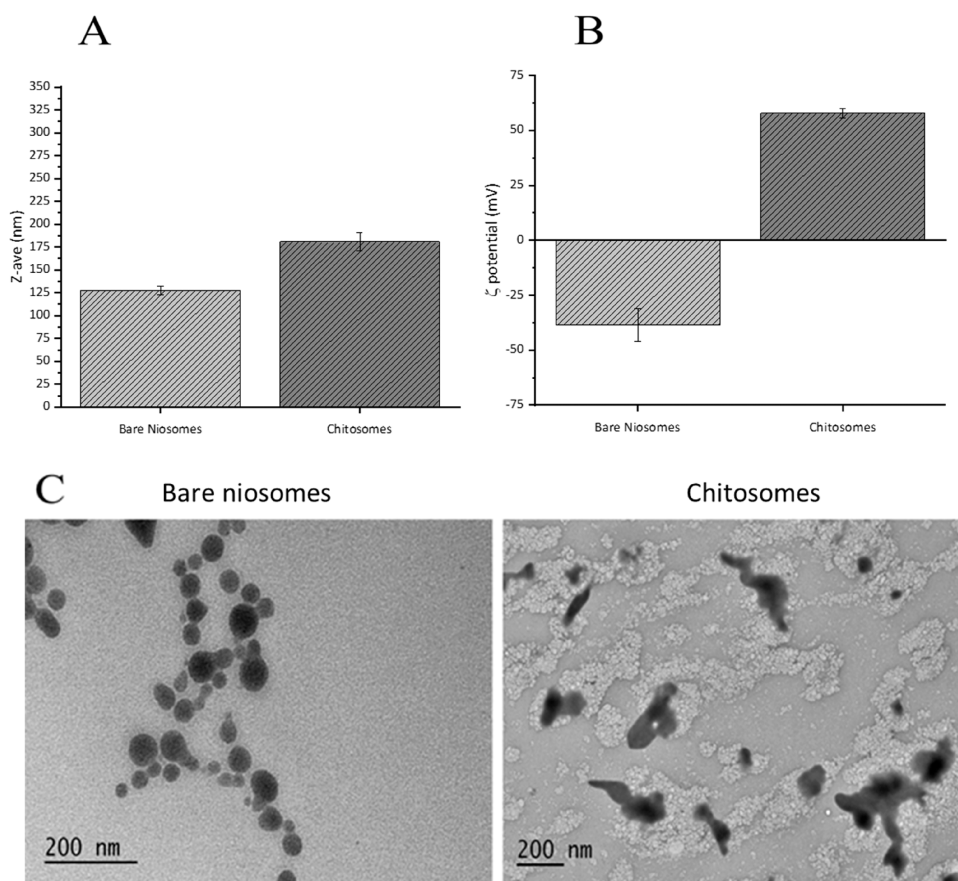 A
350
325
300
275
250
225
200
175
150
125
100
75
50
25
0
Z-ave (nm)
Bare Niosomes
Chitosomes
B
75
50
25
0
-25
-50
-75
ζ potential (mV)
Bare Niosomes
Chitosomes
C
Bare niosomes
Chitosomes
200 nm
200 nm